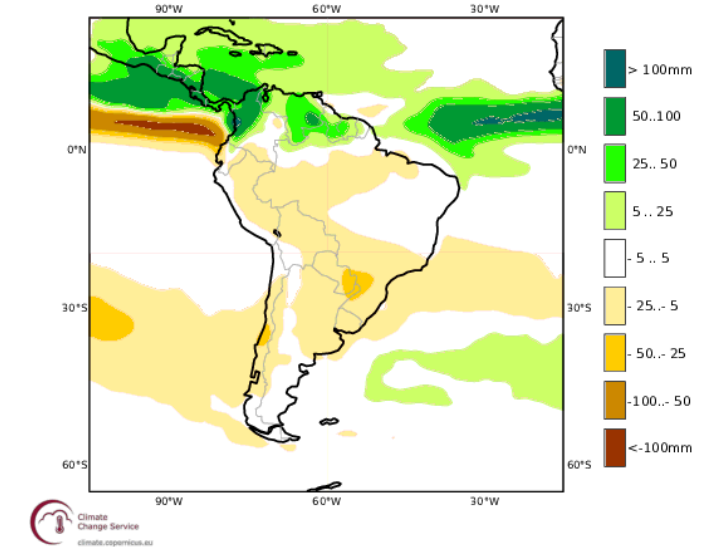 90°W 60°W 30°W
> 100mm
50..100
0°N 0°N
25.. 50
5 .. 25
- 5 .. 5
30°S 30°S
- 25..- 5
- 50..- 25
-100..- 50
<-100mm
60°S 60°S
90°W 60°W 30°W
Climate
Change Service
climate.copernicus.eu